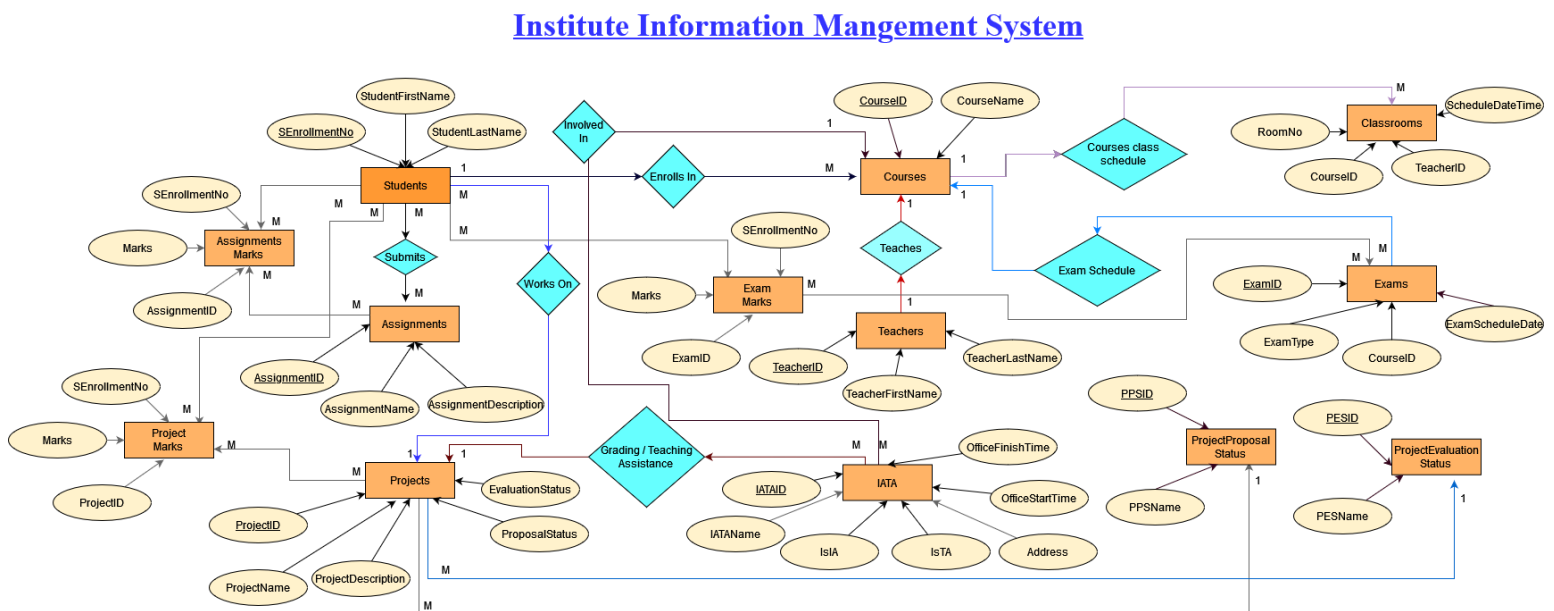 Institute Information Mangement System
StudentFirstName
SEnrollmentNo
StudentLastName
Students
1
M
M
M
M
M
Involved
In
1
Enrolls In
M
CourseID
CourseName
Courses
1
1
1
Courses class
schedule
M
ScheduleDateTime
RoomNo
Classrooms
CourseID
TeacherID
SEnrollmentNo
Marks
Assignments
Marks
M
M
AssignmentID
Submits
M
M
Assignments
AssignmentID
AssignmentName
AssignmentDescription
Works On
SEnrollmentNo
Marks
Exam
Marks
M
ExamID
Teaches
1
Teachers
TeacherID
TeacherLastName
TeacherFirstName
Exam Schedule
M
M
ExamID
Exams
ExamType
CourseID
ExamScheduleDate
SEnrollmentNo
Marks
Project
Marks
M
M
M
ProjectID
1
1
Projects
EvaluationStatus
ProjectID
ProposalStatus
ProjectName
ProjectDescription
M
M
Grading / Teaching
Assistance
M
M
OfficeFinishTime
IATAID
IATA
OfficeStartTime
IATAName
IsIA
IsTA
Address
PPSID
ProjectProposal
Status
1
PPSName
PESID
ProjectEvaluation
Status
1
PESName